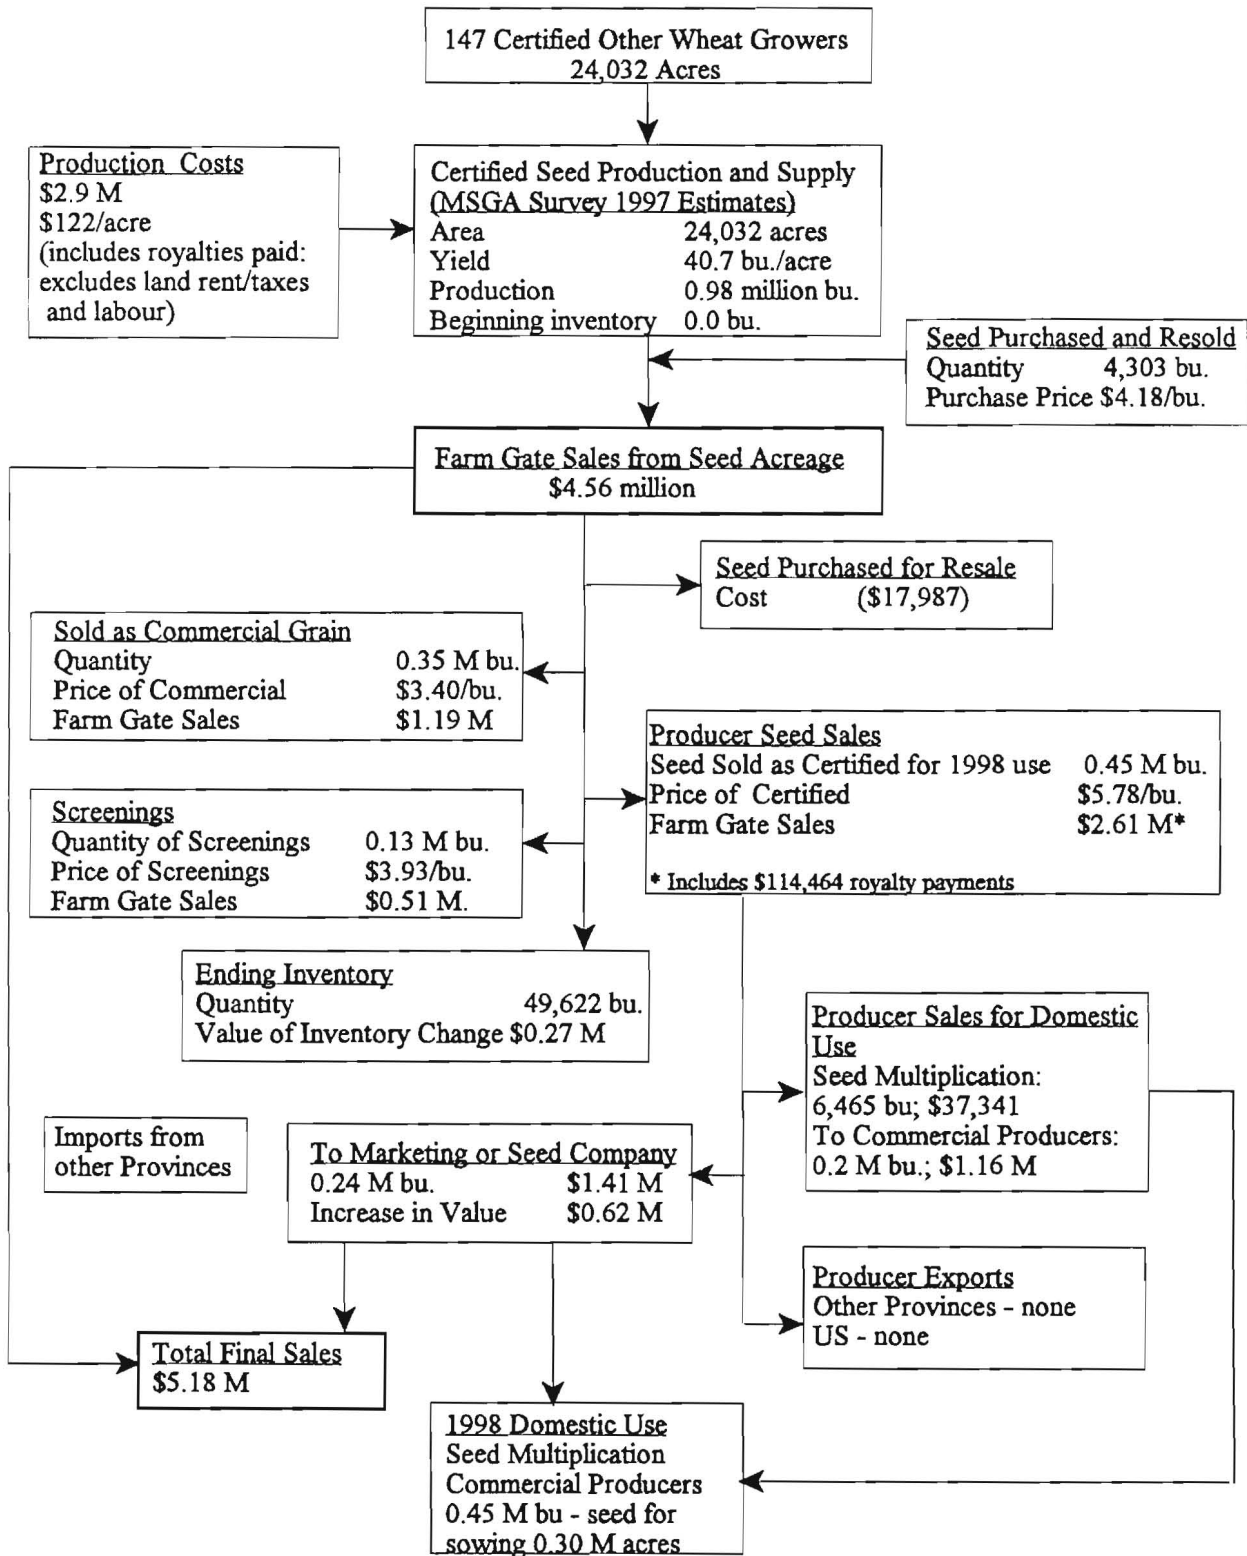 147 Certified Other Wheat Growers
24,032 Acres
Production Costs
$2.9 M
$122/acre
(includes royalties paid:
excludes land rent/taxes
and labour)
Certified Seed Production and Supply
(MSGA Survey 1997 Estimates)
Area 24,032 acres
Yield 40.7 bu./acre
Production 0.98 million bu.
Beginning inventory 0.0 bu.
Seed Purchased and Resold
Quantity 4,303 bu.
Purchase Price $4.18/bu.
Farm Gate Sales from Seed Acreage
$4.56 million
Seed Purchased for Resale
Cost ($17,987)
Sold as Commercial Grain
Quantity 0.35 M bu.
Price of Commercial $3.40/bu.
Farm Gate Sales $1.19 M
Producer Seed Sales
Seed Sold as Certified for 1998 use 0.45 M bu.
Price of Certified $5.78/bu.
Farm Gate Sales $2.61 M*
* Includes $114,464 royalty payments
Screenings
Quantity of Screenings 0.13 M bu.
Price of Screenings $3.93/bu.
Farm Gate Sales $0.51 M.
Ending Inventory
Quantity 49,622 bu.
Value of Inventory Change $0.27 M
Producer Sales for Domestic
Use
Seed Multiplication:
6,465 bu; $37,341
To Commercial Producers:
0.2 M bu.; $1.16 M
Imports from
other Provinces
To Marketing or Seed Company
0.24 M bu. $1.41 M
Increase in Value $0.62 M
Producer Exports
Other Provinces - none
US - none
Total Final Sales
$5.18 M
1998 Domestic Use
Seed Multiplication
Commercial Producers
0.45 M bu - seed for
sowing 0.30 M acres